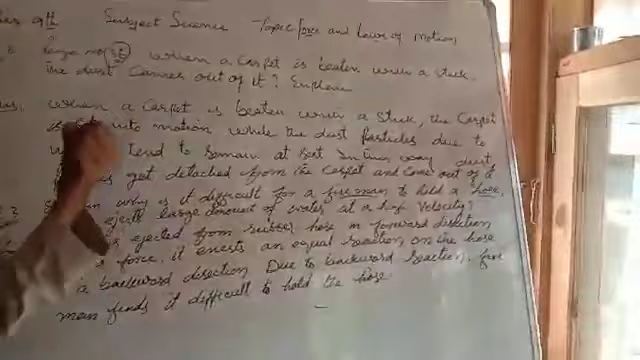 9th Subject Science Topic force and Laws of motion
When a Carpet is beaten with a stick.
The dust comes out of it? Explain
Ans. When a Carpet is beaten with a stick, the Carpet
into motion while the dust Particles due to
tend to remain at rest In this way dust
get detached from the carpet and come out of it
why is it difficult for a fireman to hold a hose,
ejects large amount of water at a high velocity?
ejected from rubber hose in forward direction
force, it exerts an equal reaction on the hose
a backward direction Due to backward reaction, fire
man finds it difficult to hold the hose